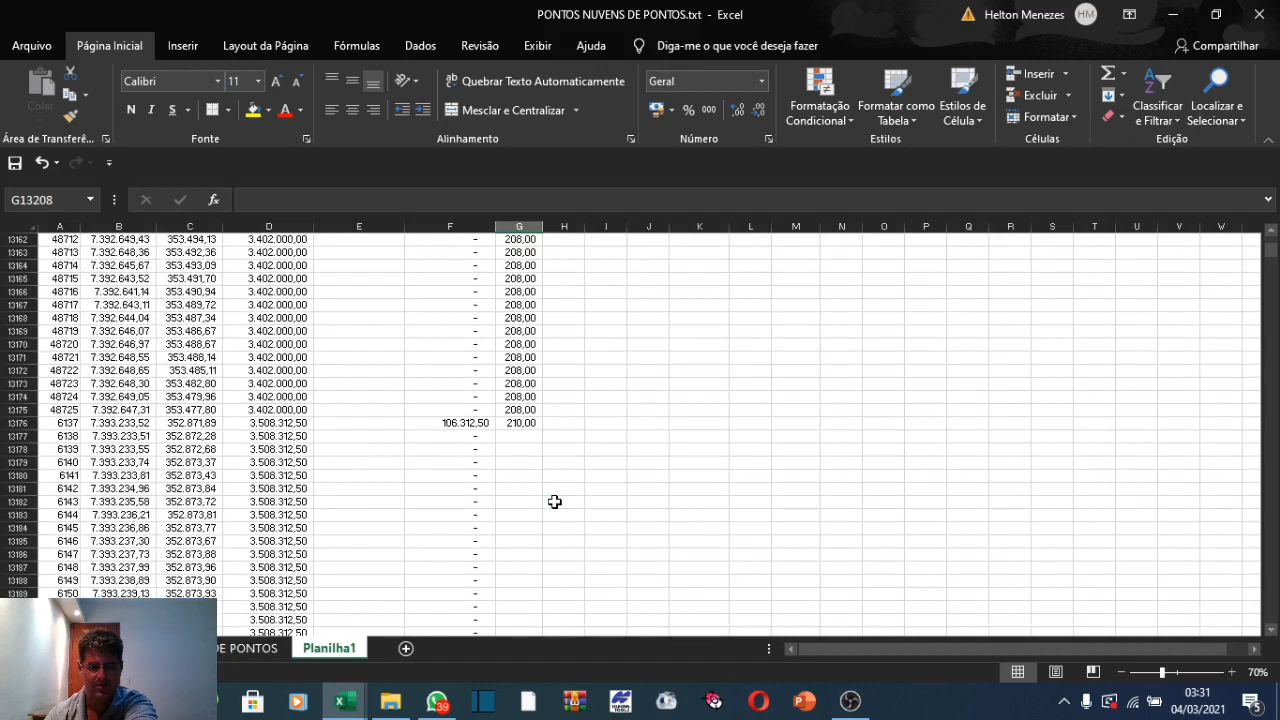 PONTOS NUVENS DE PONTOS.txt - Excel
Helton Menezes
HM
Arquivo Página Inicial Inserir Layout da Página Fórmulas Dados Revisão Exibir Ajuda Diga-me o que você deseja fazer Compartilhar
Colar
Calibri 11
Quebrar Texto Automaticamente
Geral
N I S
Mesclar e Centralizar
% 000
Formatação Condicional
Formatar como Tabela
Estilos de Célula
Inserir
Excluir
Formatar
Classificar e Filtrar
Localizar e Selecionar
Área de Transferê... Fonte Alinhamento Número Estilos Células Edição
G13208 fx
A B C D E F G H I J K L M N O P Q R S T U V W
13162 48712 7.392.649,43 353.494,13 3.402.000,00 - 208,00
13163 48713 7.392.648,36 353.492,36 3.402.000,00 - 208,00
13164 48714 7.392.645,67 353.493,09 3.402.000,00 - 208,00
13165 48715 7.392.643,52 353.491,70 3.402.000,00 - 208,00
13166 48716 7.392.641,14 353.490,94 3.402.000,00 - 208,00
13167 48717 7.392.643,11 353.489,72 3.402.000,00 - 208,00
13168 48718 7.392.644,04 353.487,34 3.402.000,00 - 208,00
13169 48719 7.392.646,07 353.486,67 3.402.000,00 - 208,00
13170 48720 7.392.646,97 353.488,67 3.402.000,00 - 208,00
13171 48721 7.392.648,55 353.488,14 3.402.000,00 - 208,00
13172 48722 7.392.648,65 353.485,11 3.402.000,00 - 208,00
13173 48723 7.392.648,30 353.482,80 3.402.000,00 - 208,00
13174 48724 7.392.649,05 353.479,96 3.402.000,00 - 208,00
13175 48725 7.392.647,31 353.477,80 3.402.000,00 - 208,00
13176 6137 7.393.233,52 352.871,89 3.508.312,50 106.312,50 210,00
13177 6138 7.393.233,51 352.872,28 3.508.312,50 -
13178 6139 7.393.233,55 352.872,68 3.508.312,50 -
13179 6140 7.393.233,74 352.873,37 3.508.312,50 -
13180 6141 7.393.233,81 352.873,43 3.508.312,50 -
13181 6142 7.393.234,96 352.873,84 3.508.312,50 -
13182 6143 7.393.235,58 352.873,72 3.508.312,50 -
13183 6144 7.393.236,21 352.873,81 3.508.312,50 -
13184 6145 7.393.236,86 352.873,77 3.508.312,50 -
13185 6146 7.393.237,30 352.873,67 3.508.312,50 -
13186 6147 7.393.237,73 352.873,88 3.508.312,50 -
13187 6148 7.393.237,99 352.873,96 3.508.312,50 -
13188 6149 7.393.238,89 352.873,90 3.508.312,50 -
13189 6150 7.393.239,13 352.873,93 3.508.312,50 -
3.508.312,50 -
3.508.312,50 -
DE PONTOS Planilha1
70%
39
03:31
04/03/2021
5